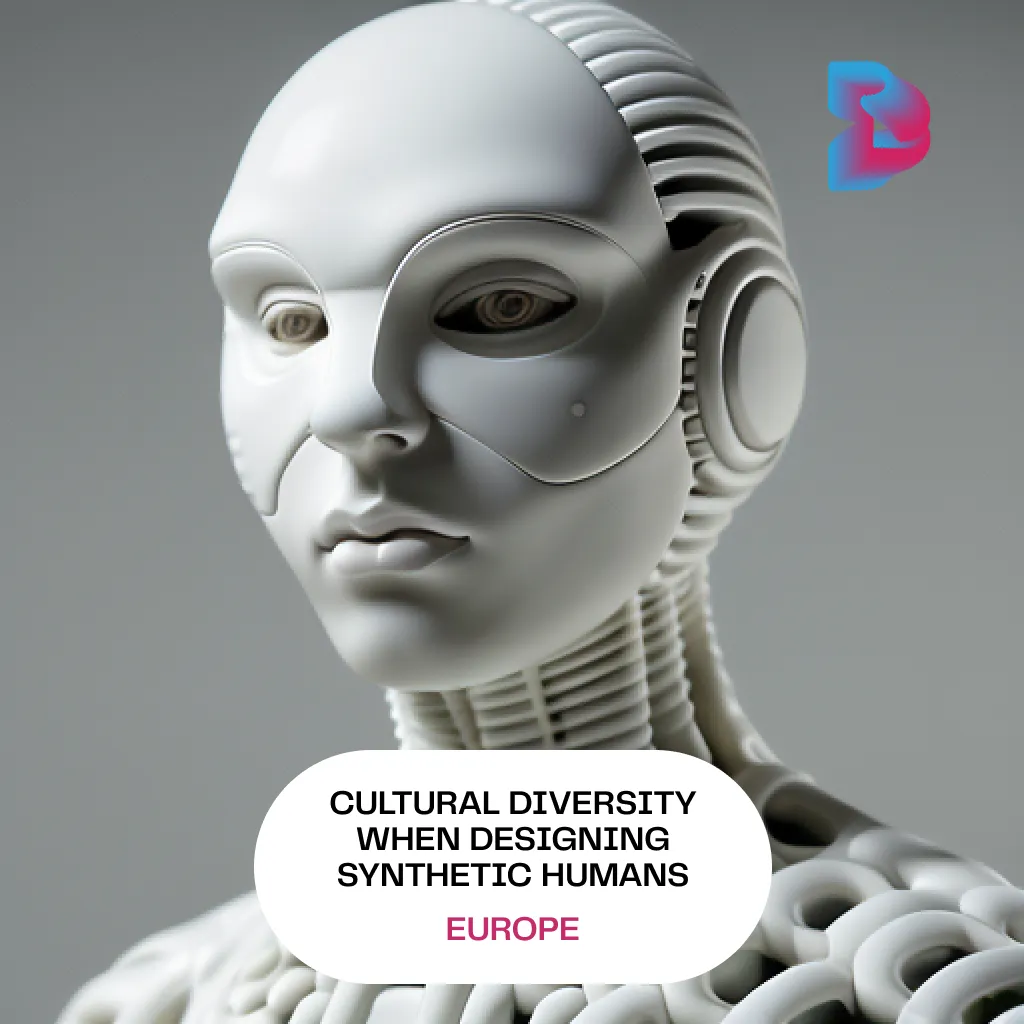 CULTURAL DIVERSITY
WHEN DESIGNING
SYNTHETIC HUMANS
EUROPE